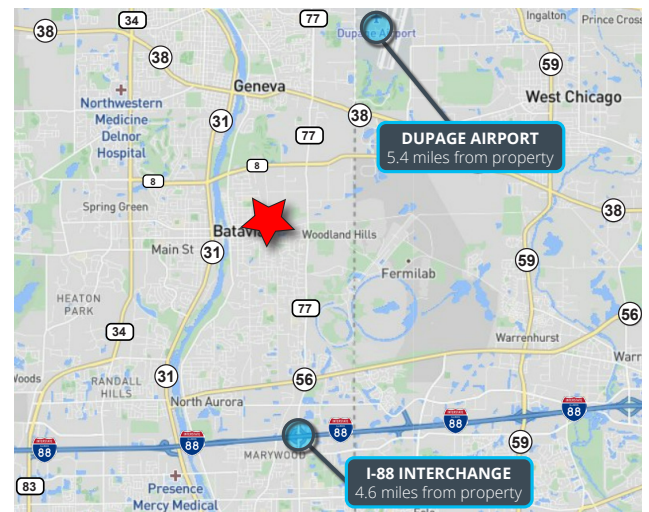 77
Ingalton
Prince Cross
34
38
Dupage Airport
38
59
Geneva
West Chicago
Northwestern
Medicine
Delnor
Hospital
31
38
77
DUPAGE AIRPORT
5.4 miles from property
8
8
Spring Green
38
Batavia
Woodland Hills
Main St
31
59
Fermilab
HEATON
PARK
77
56
34
Warrenhurst
Warr
Woods
RANDALL
HILLS
31
56
North Aurora
88
88
88
88
88
59
MARYWOOD
I-88 INTERCHANGE
4.6 miles from property
83
Presence
Mercy Medical